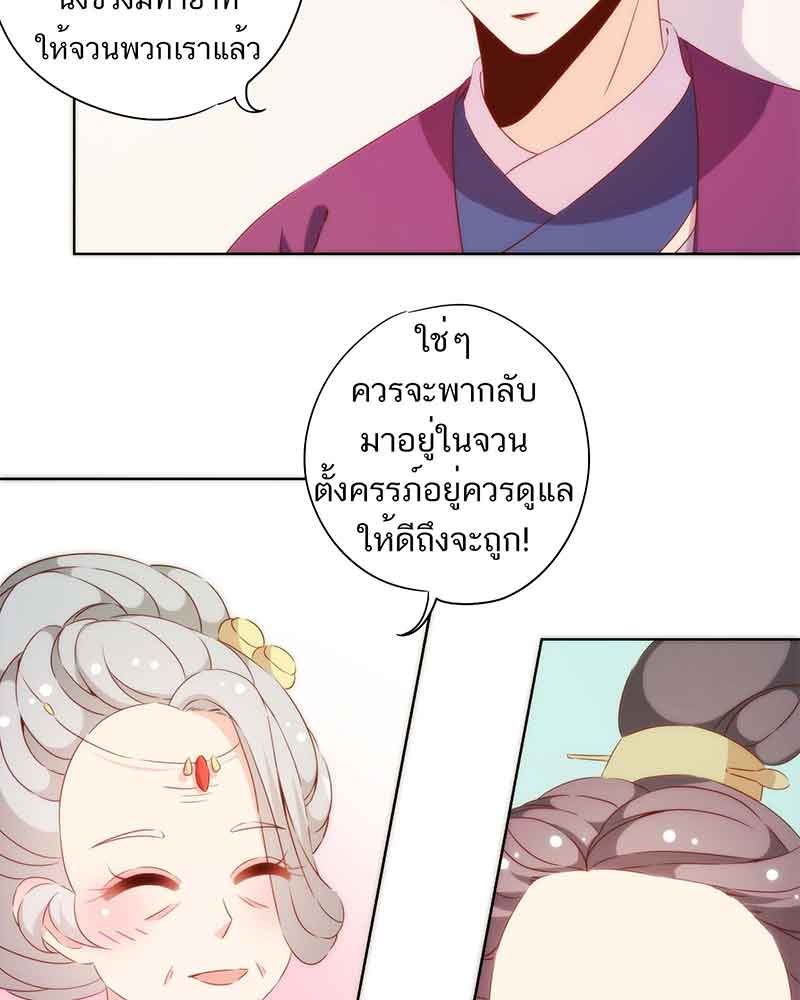 ให้จวนพวกเราแล้ว
ใช่ๆ
ควรจะพากลับ
มาอยู่ในจวน
ตั้งครรภ์อยู่ควรดูแล
ให้ดีถึงจะถูก!